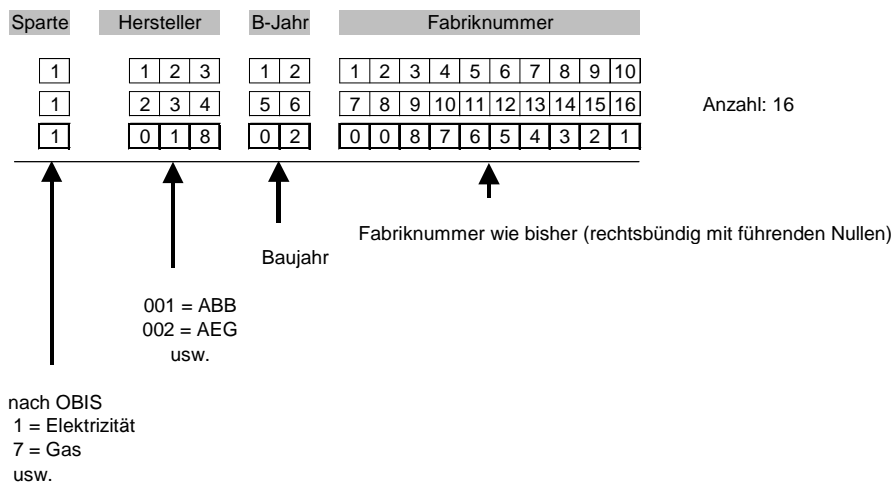 Sparte Hersteller B-Jahr Fabriknummer
1 1 2 3 1 2 1 2 3 4 5 6 7 8 9 10
1 2 3 4 5 6 7 8 9 10 11 12 13 14 15 16 Anzahl: 16
1 0 1 8 0 2 0 0 8 7 6 5 4 3 2 1
Fabriknummer wie bisher (rechtsbündig mit führenden Nullen)
Baujahr
001 = ABB
002 = AEG
usw.
nach OBIS
1 = Elektrizität
7 = Gas
usw.